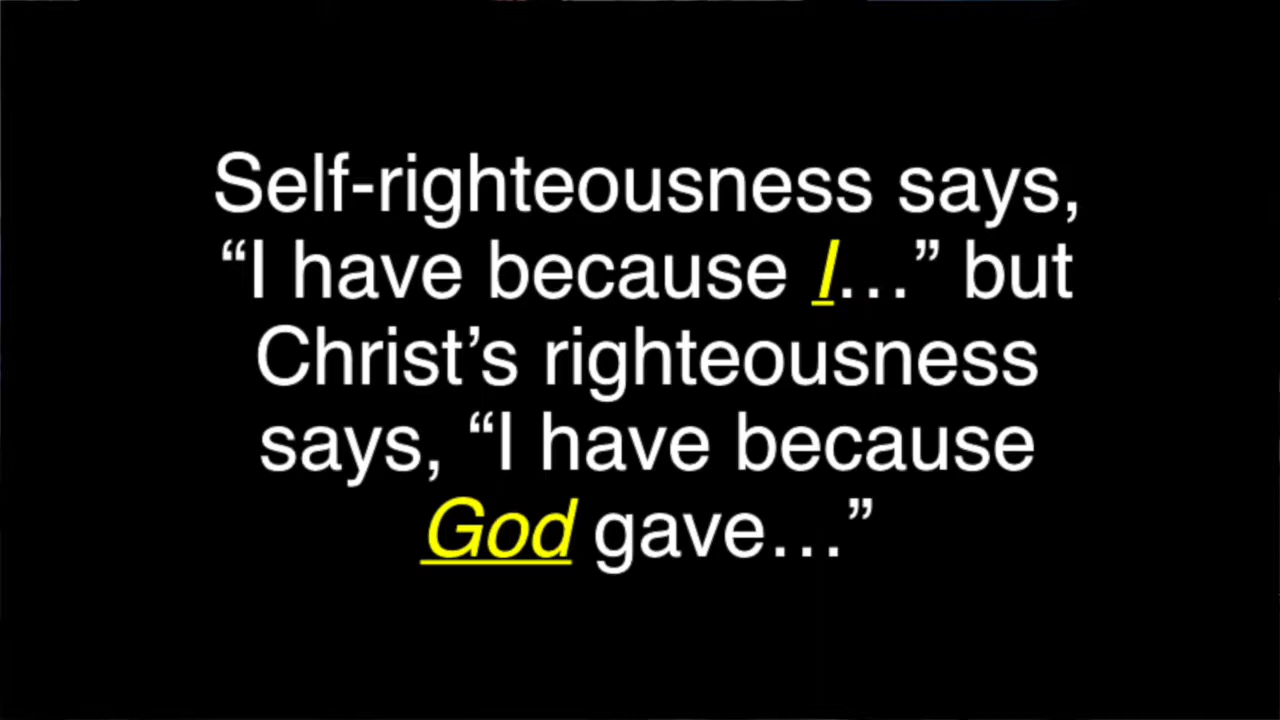 Self-righteousness says,
“I have because I…” but
Christ’s righteousness
says, “I have because
God gave…”